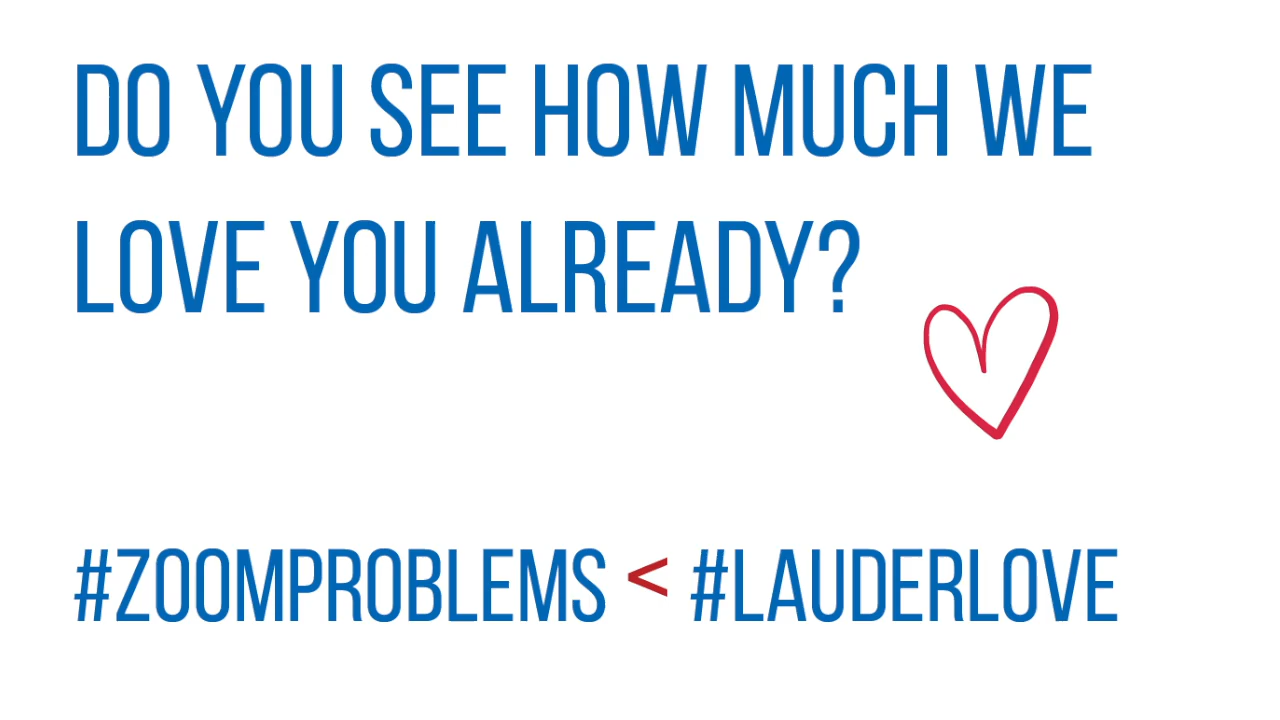 DO YOU SEE HOW MUCH WE
LOVE YOU ALREADY?
#ZOOMPROBLEMS < #LAUDERLOVE